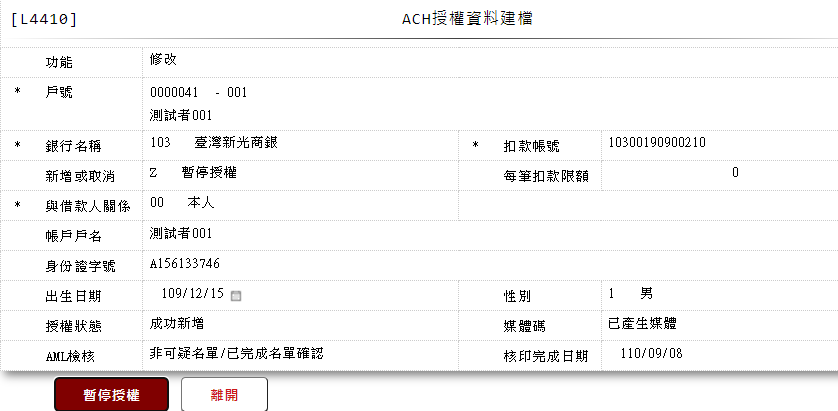 [L4410] ACH授權資料建檔
功能 修改
* 戶號 0000041 - 001
測試者001
* 銀行名稱 103 臺灣新光商銀 * 扣款帳號 10300190900210
新增或取消 Z 暫停授權 每筆扣款限額 0
* 與借款人關係 00 本人
帳戶戶名 測試者001
身份證字號 A156133746
出生日期 109/12/15 性別 1 男
授權狀態 成功新增 媒體碼 已產生媒體
AML檢核 非可疑名單/已完成名單確認 核印完成日期 110/09/08
暫停授權 離開